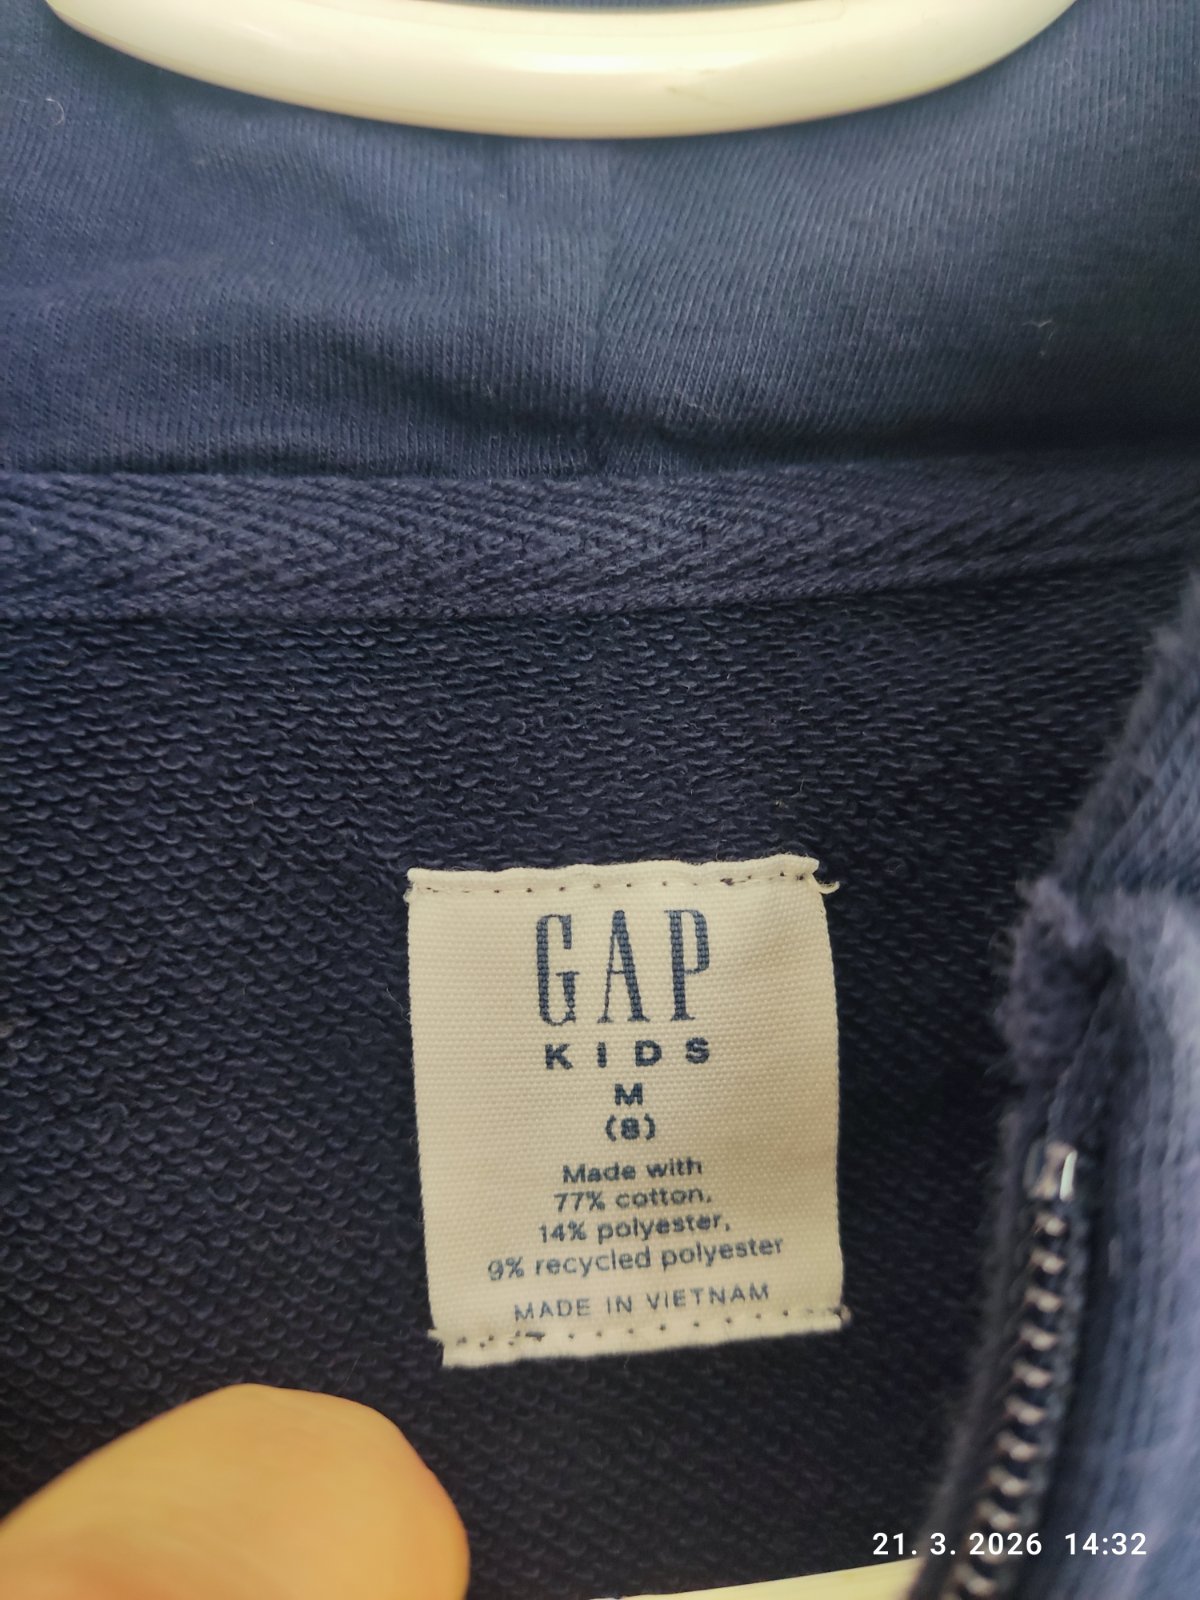 GAP
KIDS
M
(8)
Made with
77% cotton,
14% polyester,
9% recycled polyester
MADE IN VIETNAM
21. 3. 2026 14:32